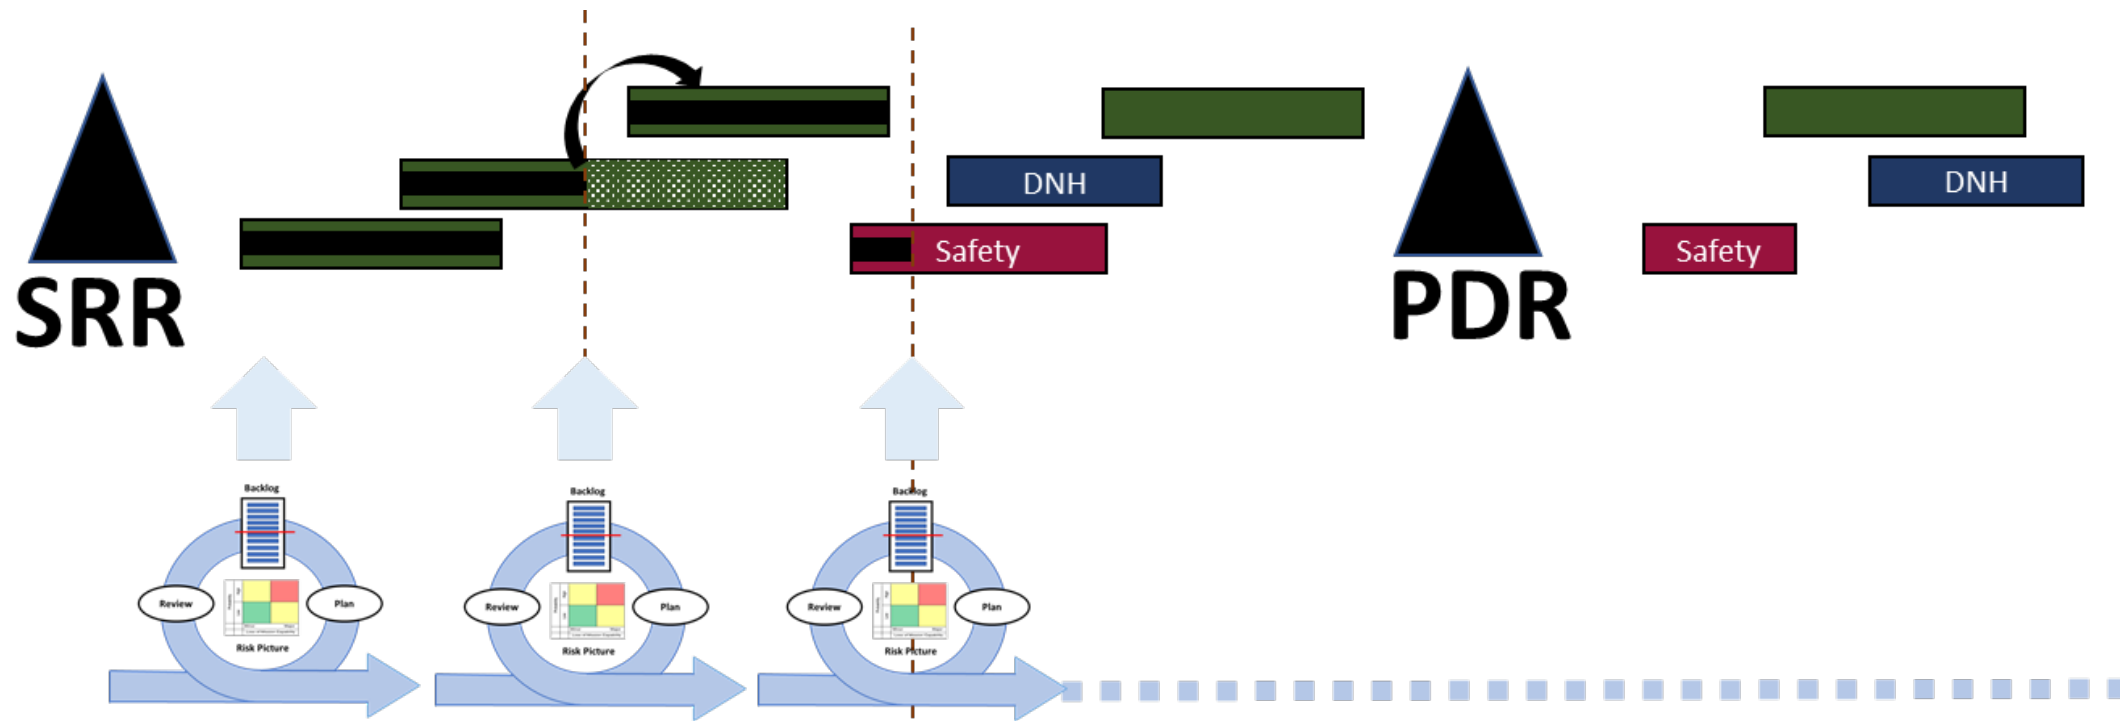 SRR
DNH
Safety
PDR
DNH
Safety
Backlog
Review
Plan
Risk Picture
Backlog
Review
Plan
Risk Picture
Backlog
Review
Plan
Risk Picture